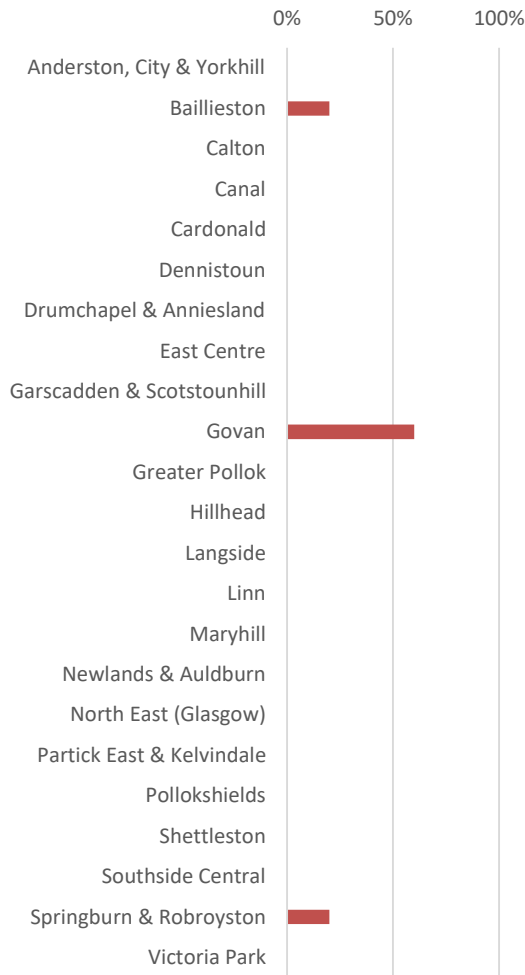 0% 50% 100%
Anderston, City & Yorkhill
Baillieston
Calton
Canal
Cardonald
Dennistoun
Drumchapel & Anniesland
East Centre
Garscadden & Scotstounhill
Govan
Greater Pollok
Hillhead
Langside
Linn
Maryhill
Newlands & Auldburn
North East (Glasgow)
Partick East & Kelvindale
Pollokshields
Shettleston
Southside Central
Springburn & Robroyston
Victoria Park